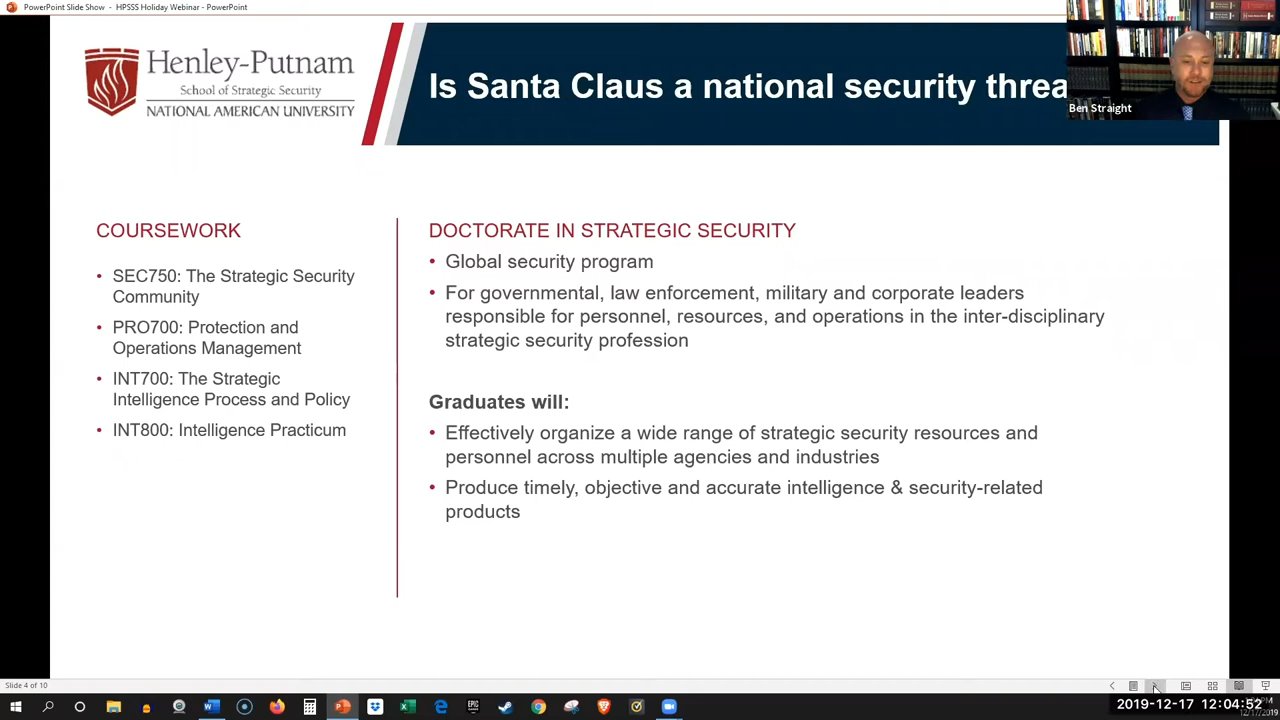 PowerPoint Slide Show - HPSSS Holiday Webinar - PowerPoint
Henley-Putnam
School of Strategic Security
NATIONAL AMERICAN UNIVERSITY
Is Santa Claus a national security threa
Ben Straight
COURSEWORK
• SEC750: The Strategic Security
Community
• PRO700: Protection and
Operations Management
• INT700: The Strategic
Intelligence Process and Policy
• INT800: Intelligence Practicum
DOCTORATE IN STRATEGIC SECURITY
• Global security program
• For governmental, law enforcement, military and corporate leaders
responsible for personnel, resources, and operations in the inter-disciplinary
strategic security profession
Graduates will:
• Effectively organize a wide range of strategic security resources and
personnel across multiple agencies and industries
• Produce timely, objective and accurate intelligence & security-related
products
Slide 4 of 10
EPIC
2019-12-17 12:04:52